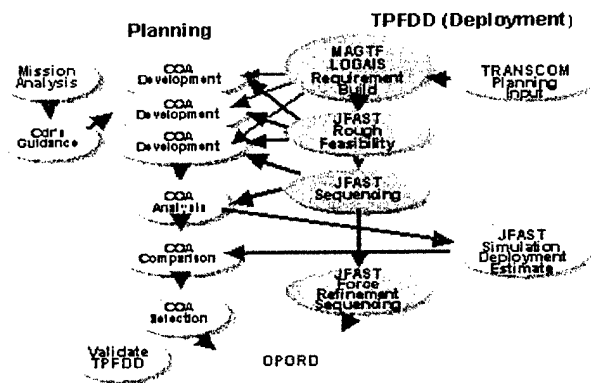 Planning
TPFDD (Deployment)
Mission
Analysis
Cdr's
Guidance
COA
Development
COA
Development
COA
Development
COA
Analysis
COA
Comparison
COA
Selection
Validate
TPFDD
OPORD
MAGTF
LOGAIS
Requirement
Build
JFAST
Rough
Feasibility
JFAST
Sequencing
JFAST
Force
Refinement
Sequencing
TRANSCOM
Planning
Input
JFAST
Simulation
Deployment
Estimate